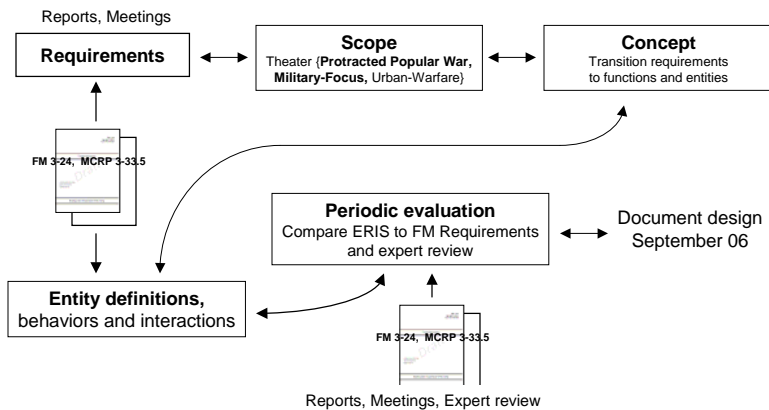 Reports, Meetings
Requirements
Scope
Theater {Protracted Popular War,
Military-Focus, Urban-Warfare}
Concept
Transition requirements
to functions and entities
FM 3-24, MCRP 3-33.5
Periodic evaluation
Compare ERIS to FM Requirements
and expert review
Document design
September 06
Entity definitions,
behaviors and interactions
FM 3-24, MCRP 3-33.5
Reports, Meetings, Expert review